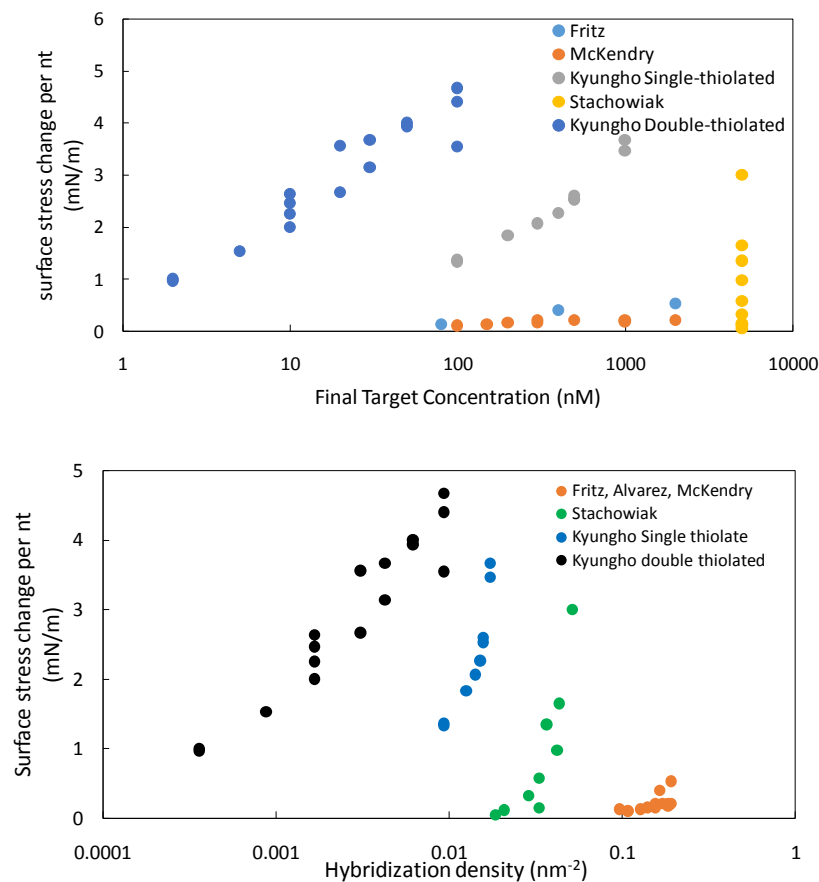 surface stress change per nt
(mN/m)
6
5
4
3
2
1
0
Fritz
McKendry
Kyungho Single-thiolated
Stachowiak
Kyungho Double-thiolated
1
10
100
1000
10000
Final Target Concentration (nM)
Surface stress change per nt
(mN/m)
5
4
3
2
1
0
Fritz, Alvarez, McKendry
Stachowiak
Kyungho Single thiolate
Kyungho double thiolated
0.0001
0.001
0.01
0.1
1
Hybridization density (nm⁻²)